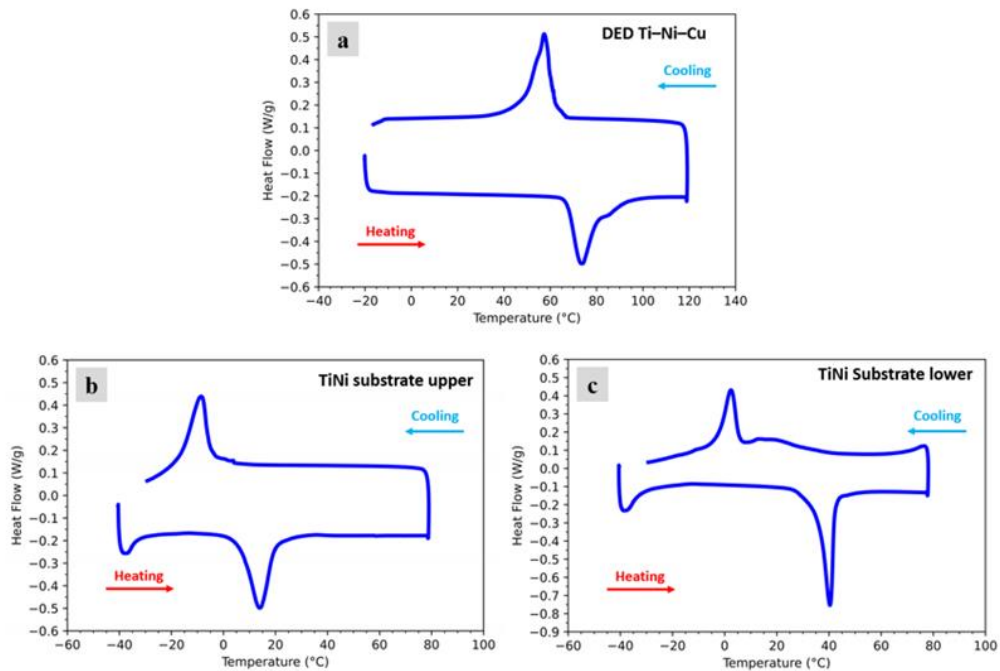 a
DED Ti–Ni–Cu
Cooling
Heating
Heat Flow (W/g)
0.6
0.5
0.4
0.3
0.2
0.1
0.0
−0.1
−0.2
−0.3
−0.4
−0.5
−0.6
−40 −20 0 20 40 60 80 100 120 140
Temperature (°C)
b
TiNi substrate upper
Cooling
Heating
Heat Flow (W/g)
0.6
0.5
0.4
0.3
0.2
0.1
0.0
−0.1
−0.2
−0.3
−0.4
−0.5
−0.6
−60 −40 −20 0 20 40 60 80 100
Temperature (°C)
c
TiNi Substrate lower
Cooling
Heating
Heat Flow (W/g)
0.6
0.5
0.4
0.3
0.2
0.1
0.0
−0.1
−0.2
−0.3
−0.4
−0.5
−0.6
−0.7
−0.8
−0.9
−60 −40 −20 0 20 40 60 80 100
Temperature (°C)